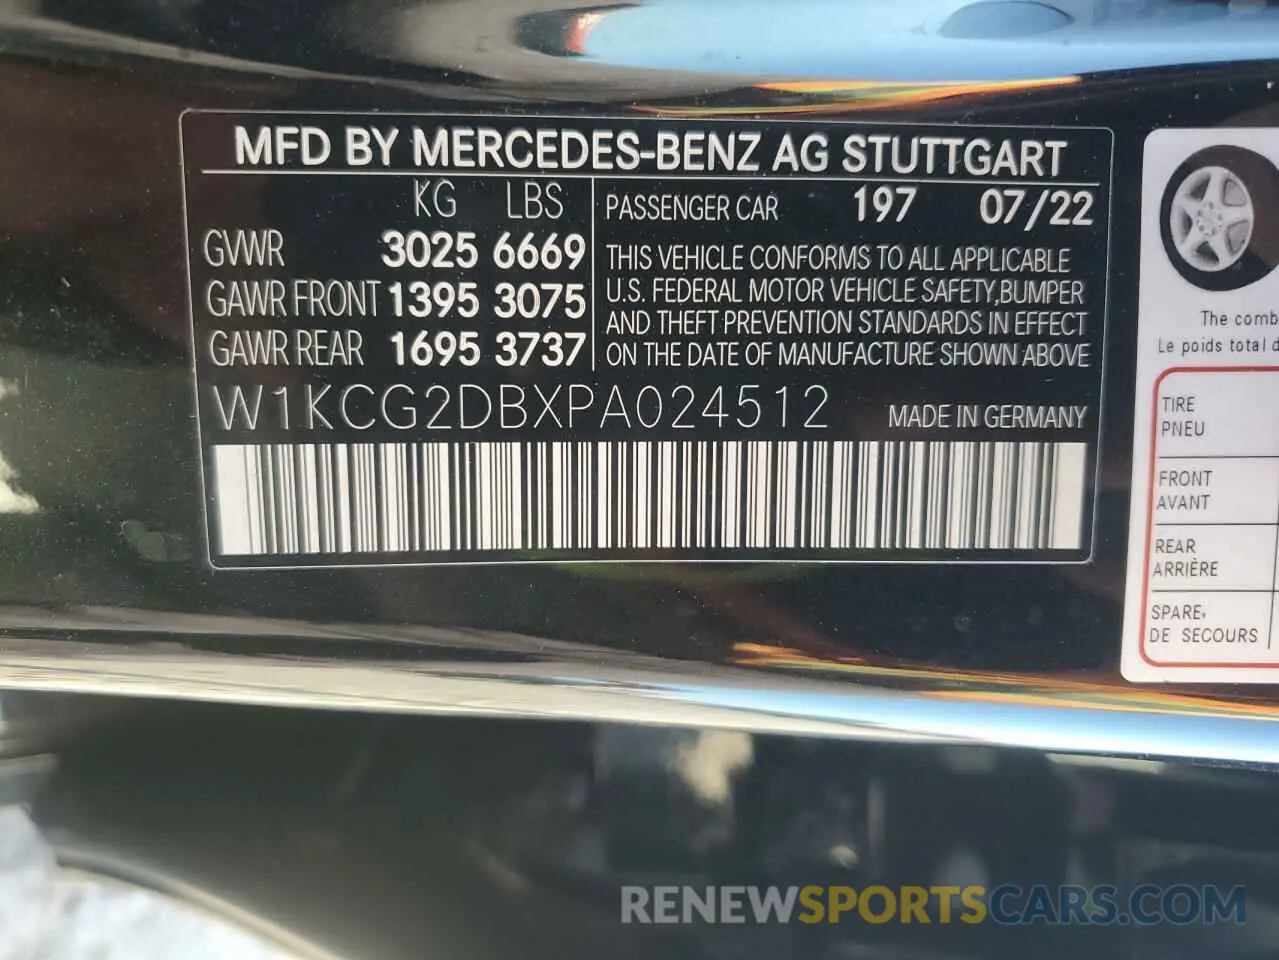 MFD BY MERCEDES-BENZ AG STUTTGART
KG LBS
GVWR 3025 6669
GAWR FRONT 1395 3075
GAWR REAR 1695 3737
PASSENGER CAR 197 07/22
THIS VEHICLE CONFORMS TO ALL APPLICABLE
U.S. FEDERAL MOTOR VEHICLE SAFETY, BUMPER
AND THEFT PREVENTION STANDARDS IN EFFECT
ON THE DATE OF MANUFACTURE SHOWN ABOVE
W1KCG2DBXPA024512 MADE IN GERMANY
The comb
Le poids total d
TIRE
PNEU
FRONT
AVANT
REAR
ARRIÈRE
SPARE,
DE SECOURS
RENEWSPORTSCARS.COM